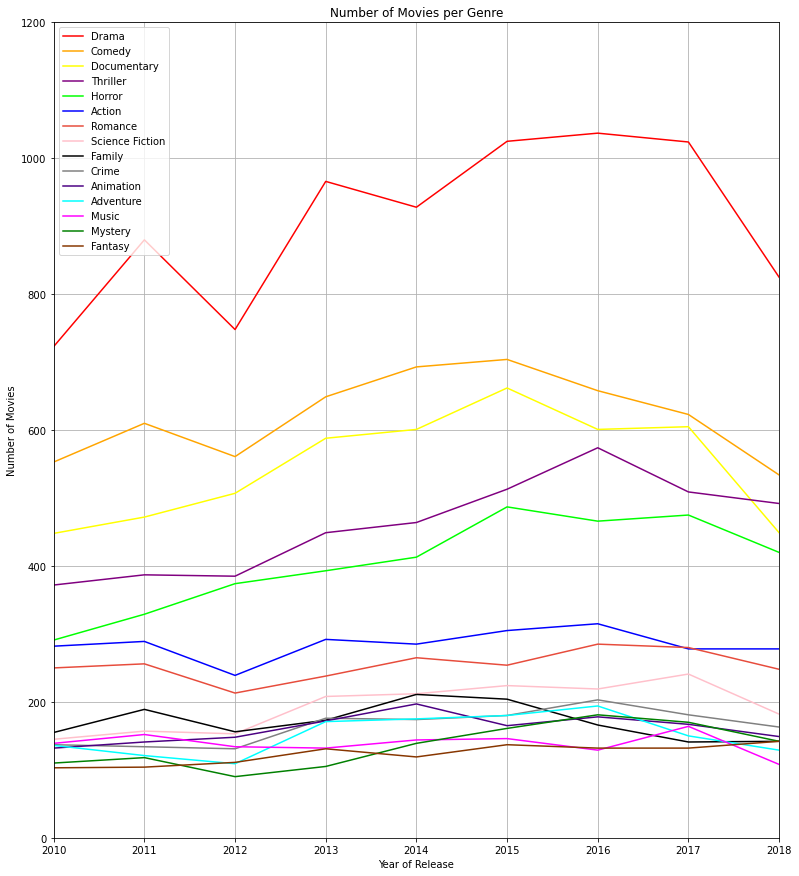 Number of Movies per Genre
1200
Drama
Comedy
Documentary
Thriller
Horror
Action
Romance
Science Fiction
Family
Crime
Animation
Adventure
Music
Mystery
Fantasy
1000
800
600
400
200
0
Number of Movies
2010 2011 2012 2013 2014 2015 2016 2017 2018
Year of Release